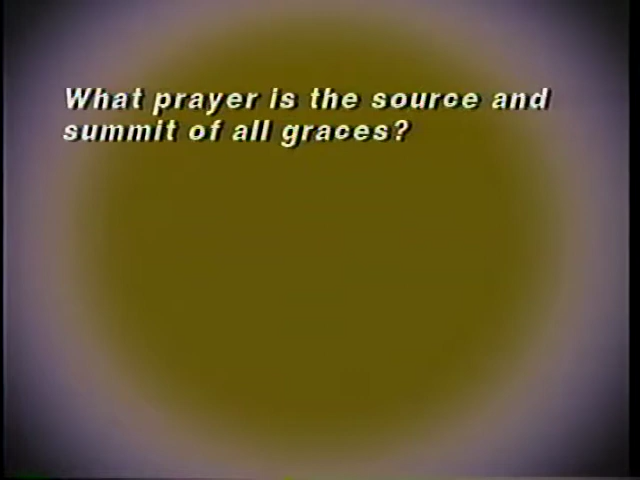 What prayer is the source and
summit of all graces?